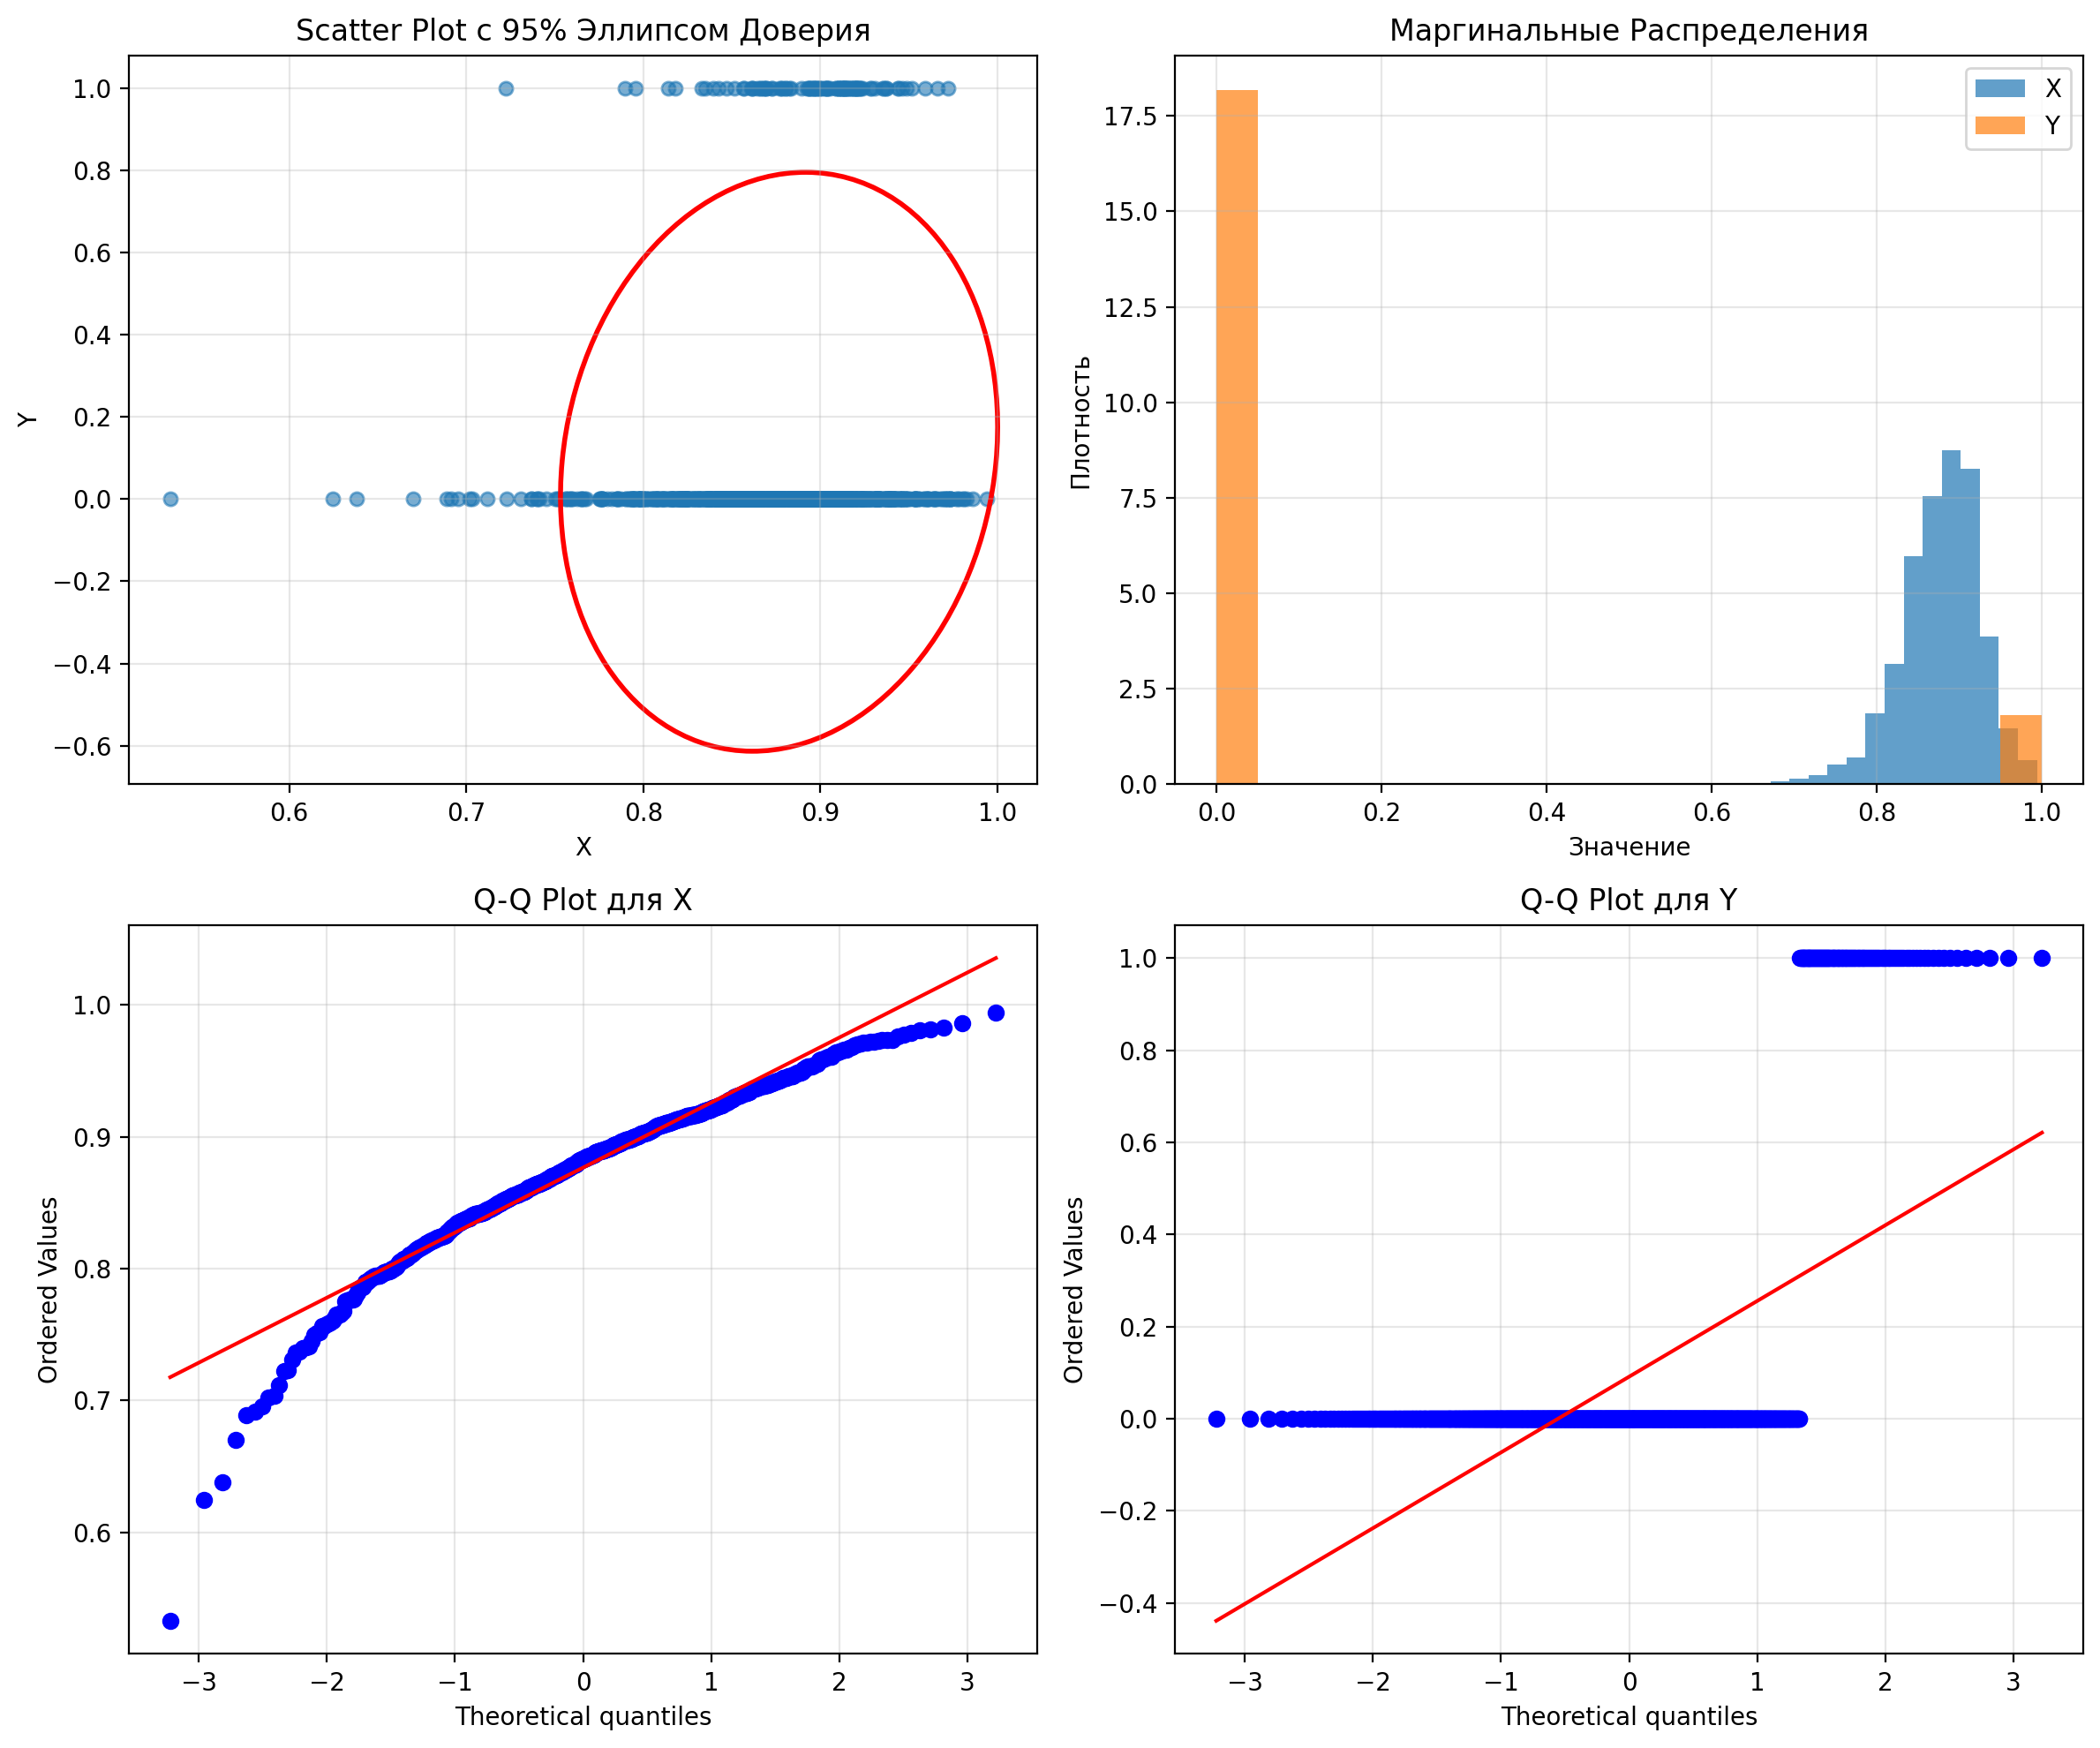 Scatter Plot с 95% Эллипсом Доверия
1.0
0.8
0.6
0.4
0.2
0.0
−0.2
−0.4
−0.6
Y
0.6 0.7 0.8 0.9 1.0
X
Маргинальные Распределения
X
Y
17.5
15.0
12.5
10.0
7.5
5.0
2.5
0.0
Плотность
0.0 0.2 0.4 0.6 0.8 1.0
Значение
Q-Q Plot для X
1.0
0.9
0.8
0.7
0.6
Ordered Values
−3 −2 −1 0 1 2 3
Theoretical quantiles
Q-Q Plot для Y
1.0
0.8
0.6
0.4
0.2
0.0
−0.2
−0.4
Ordered Values
−3 −2 −1 0 1 2 3
Theoretical quantiles